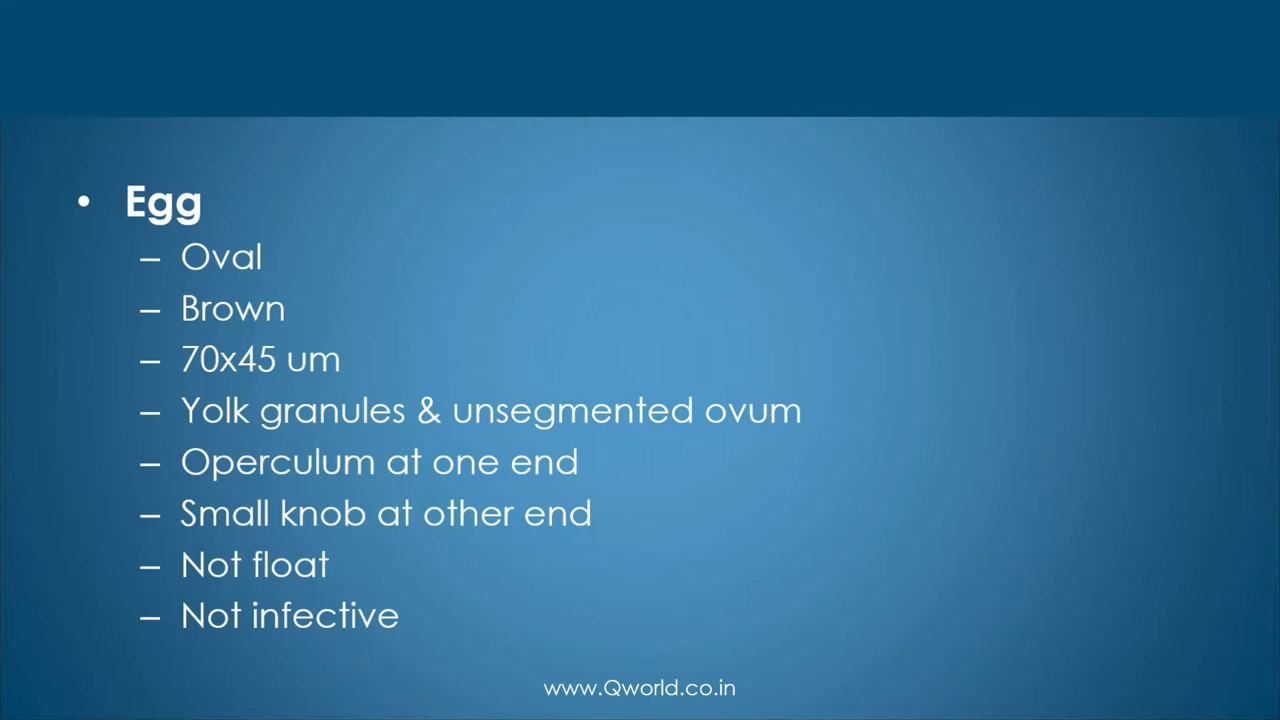 • Egg
– Oval
– Brown
– 70x45 um
– Yolk granules & unsegmented ovum
– Operculum at one end
– Small knob at other end
– Not float
– Not infective
www.Qworld.co.in